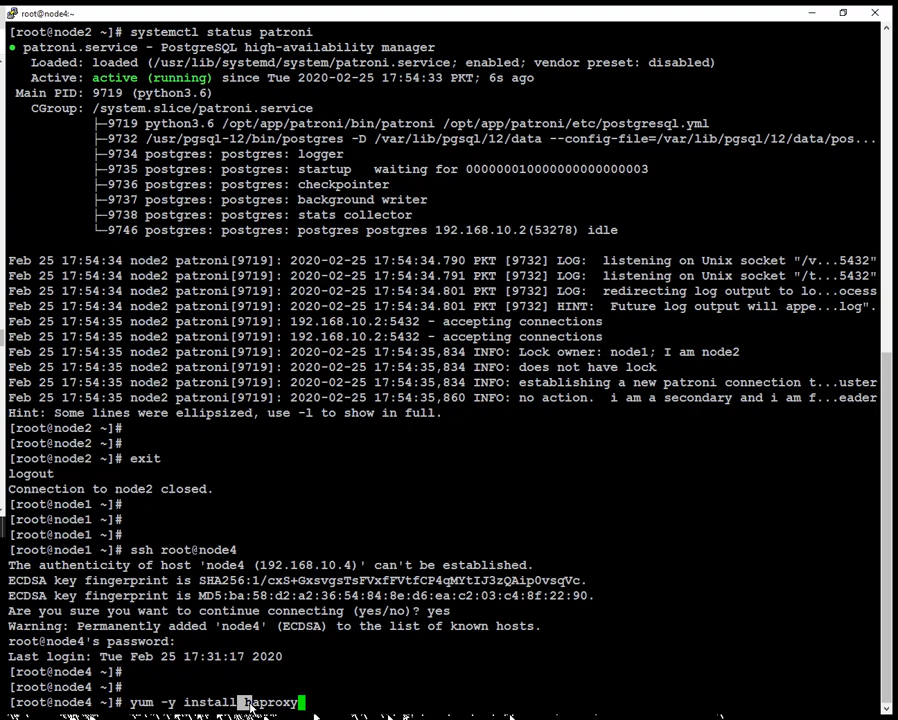 root@node4:~
[root@node2 ~]# systemctl status patroni
● patroni.service - PostgreSQL high-availability manager
Loaded: loaded (/usr/lib/systemd/system/patroni.service; enabled; vendor preset: disabled)
Active: active (running) since Tue 2020-02-25 17:54:33 PKT; 6s ago
Main PID: 9719 (python3.6)
CGroup: /system.slice/patroni.service
├─9719 python3.6 /opt/app/patroni/bin/patroni /opt/app/patroni/etc/postgresql.yml
├─9732 /usr/pgsql-12/bin/postgres -D /var/lib/pgsql/12/data --config-file=/var/lib/pgsql/12/data/pos...
├─9734 postgres: postgres: logger
├─9735 postgres: postgres: startup   waiting for 000000010000000000000003
├─9736 postgres: postgres: checkpointer
├─9737 postgres: postgres: background writer
├─9738 postgres: postgres: stats collector
└─9746 postgres: postgres: postgres postgres 192.168.10.2(53278) idle
Feb 25 17:54:34 node2 patroni[9719]: 2020-02-25 17:54:34.790 PKT [9732] LOG:  listening on Unix socket "/v...5432"
Feb 25 17:54:34 node2 patroni[9719]: 2020-02-25 17:54:34.791 PKT [9732] LOG:  listening on Unix socket "/t...5432"
Feb 25 17:54:34 node2 patroni[9719]: 2020-02-25 17:54:34.801 PKT [9732] LOG:  redirecting log output to lo...ocess
Feb 25 17:54:34 node2 patroni[9719]: 2020-02-25 17:54:34.801 PKT [9732] HINT:  Future log output will appe...log".
Feb 25 17:54:35 node2 patroni[9719]: 192.168.10.2:5432 - accepting connections
Feb 25 17:54:35 node2 patroni[9719]: 192.168.10.2:5432 - accepting connections
Feb 25 17:54:35 node2 patroni[9719]: 2020-02-25 17:54:35,834 INFO: Lock owner: node1; I am node2
Feb 25 17:54:35 node2 patroni[9719]: 2020-02-25 17:54:35,834 INFO: does not have lock
Feb 25 17:54:35 node2 patroni[9719]: 2020-02-25 17:54:35,834 INFO: establishing a new patroni connection t...uster
Feb 25 17:54:35 node2 patroni[9719]: 2020-02-25 17:54:35,860 INFO: no action.  i am a secondary and i am f...eader
Hint: Some lines were ellipsized, use -l to show in full.
[root@node2 ~]#
[root@node2 ~]#
[root@node2 ~]# exit
logout
Connection to node2 closed.
[root@node1 ~]#
[root@node1 ~]#
[root@node1 ~]#
[root@node1 ~]# ssh root@node4
The authenticity of host 'node4 (192.168.10.4)' can't be established.
ECDSA key fingerprint is SHA256:1/cxS+GxsvgsTsFVxfFVtfCP4qMYtIJ3zQAip0vsqVc.
ECDSA key fingerprint is MD5:ba:58:d2:a2:36:54:84:8e:d6:ea:c2:03:c4:8f:22:90.
Are you sure you want to continue connecting (yes/no)? yes
Warning: Permanently added 'node4' (ECDSA) to the list of known hosts.
root@node4's password:
Last login: Tue Feb 25 17:31:17 2020
[root@node4 ~]#
[root@node4 ~]#
[root@node4 ~]# yum -y install haproxy